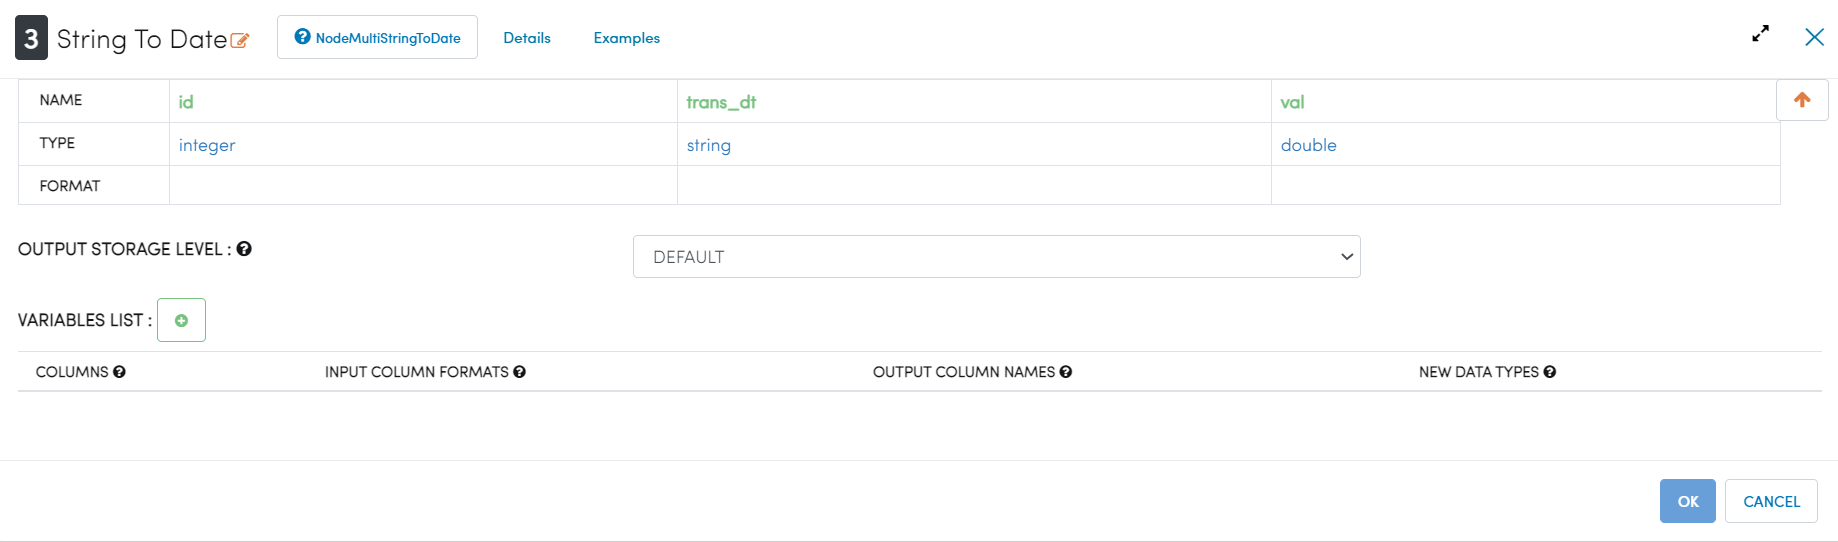 3 String To Date NodeMultiStringToDate Details Examples
NAME id trans_dt val
TYPE integer string double
FORMAT
OUTPUT STORAGE LEVEL : DEFAULT
VARIABLES LIST :
COLUMNS INPUT COLUMN FORMATS OUTPUT COLUMN NAMES NEW DATA TYPES
OK CANCEL